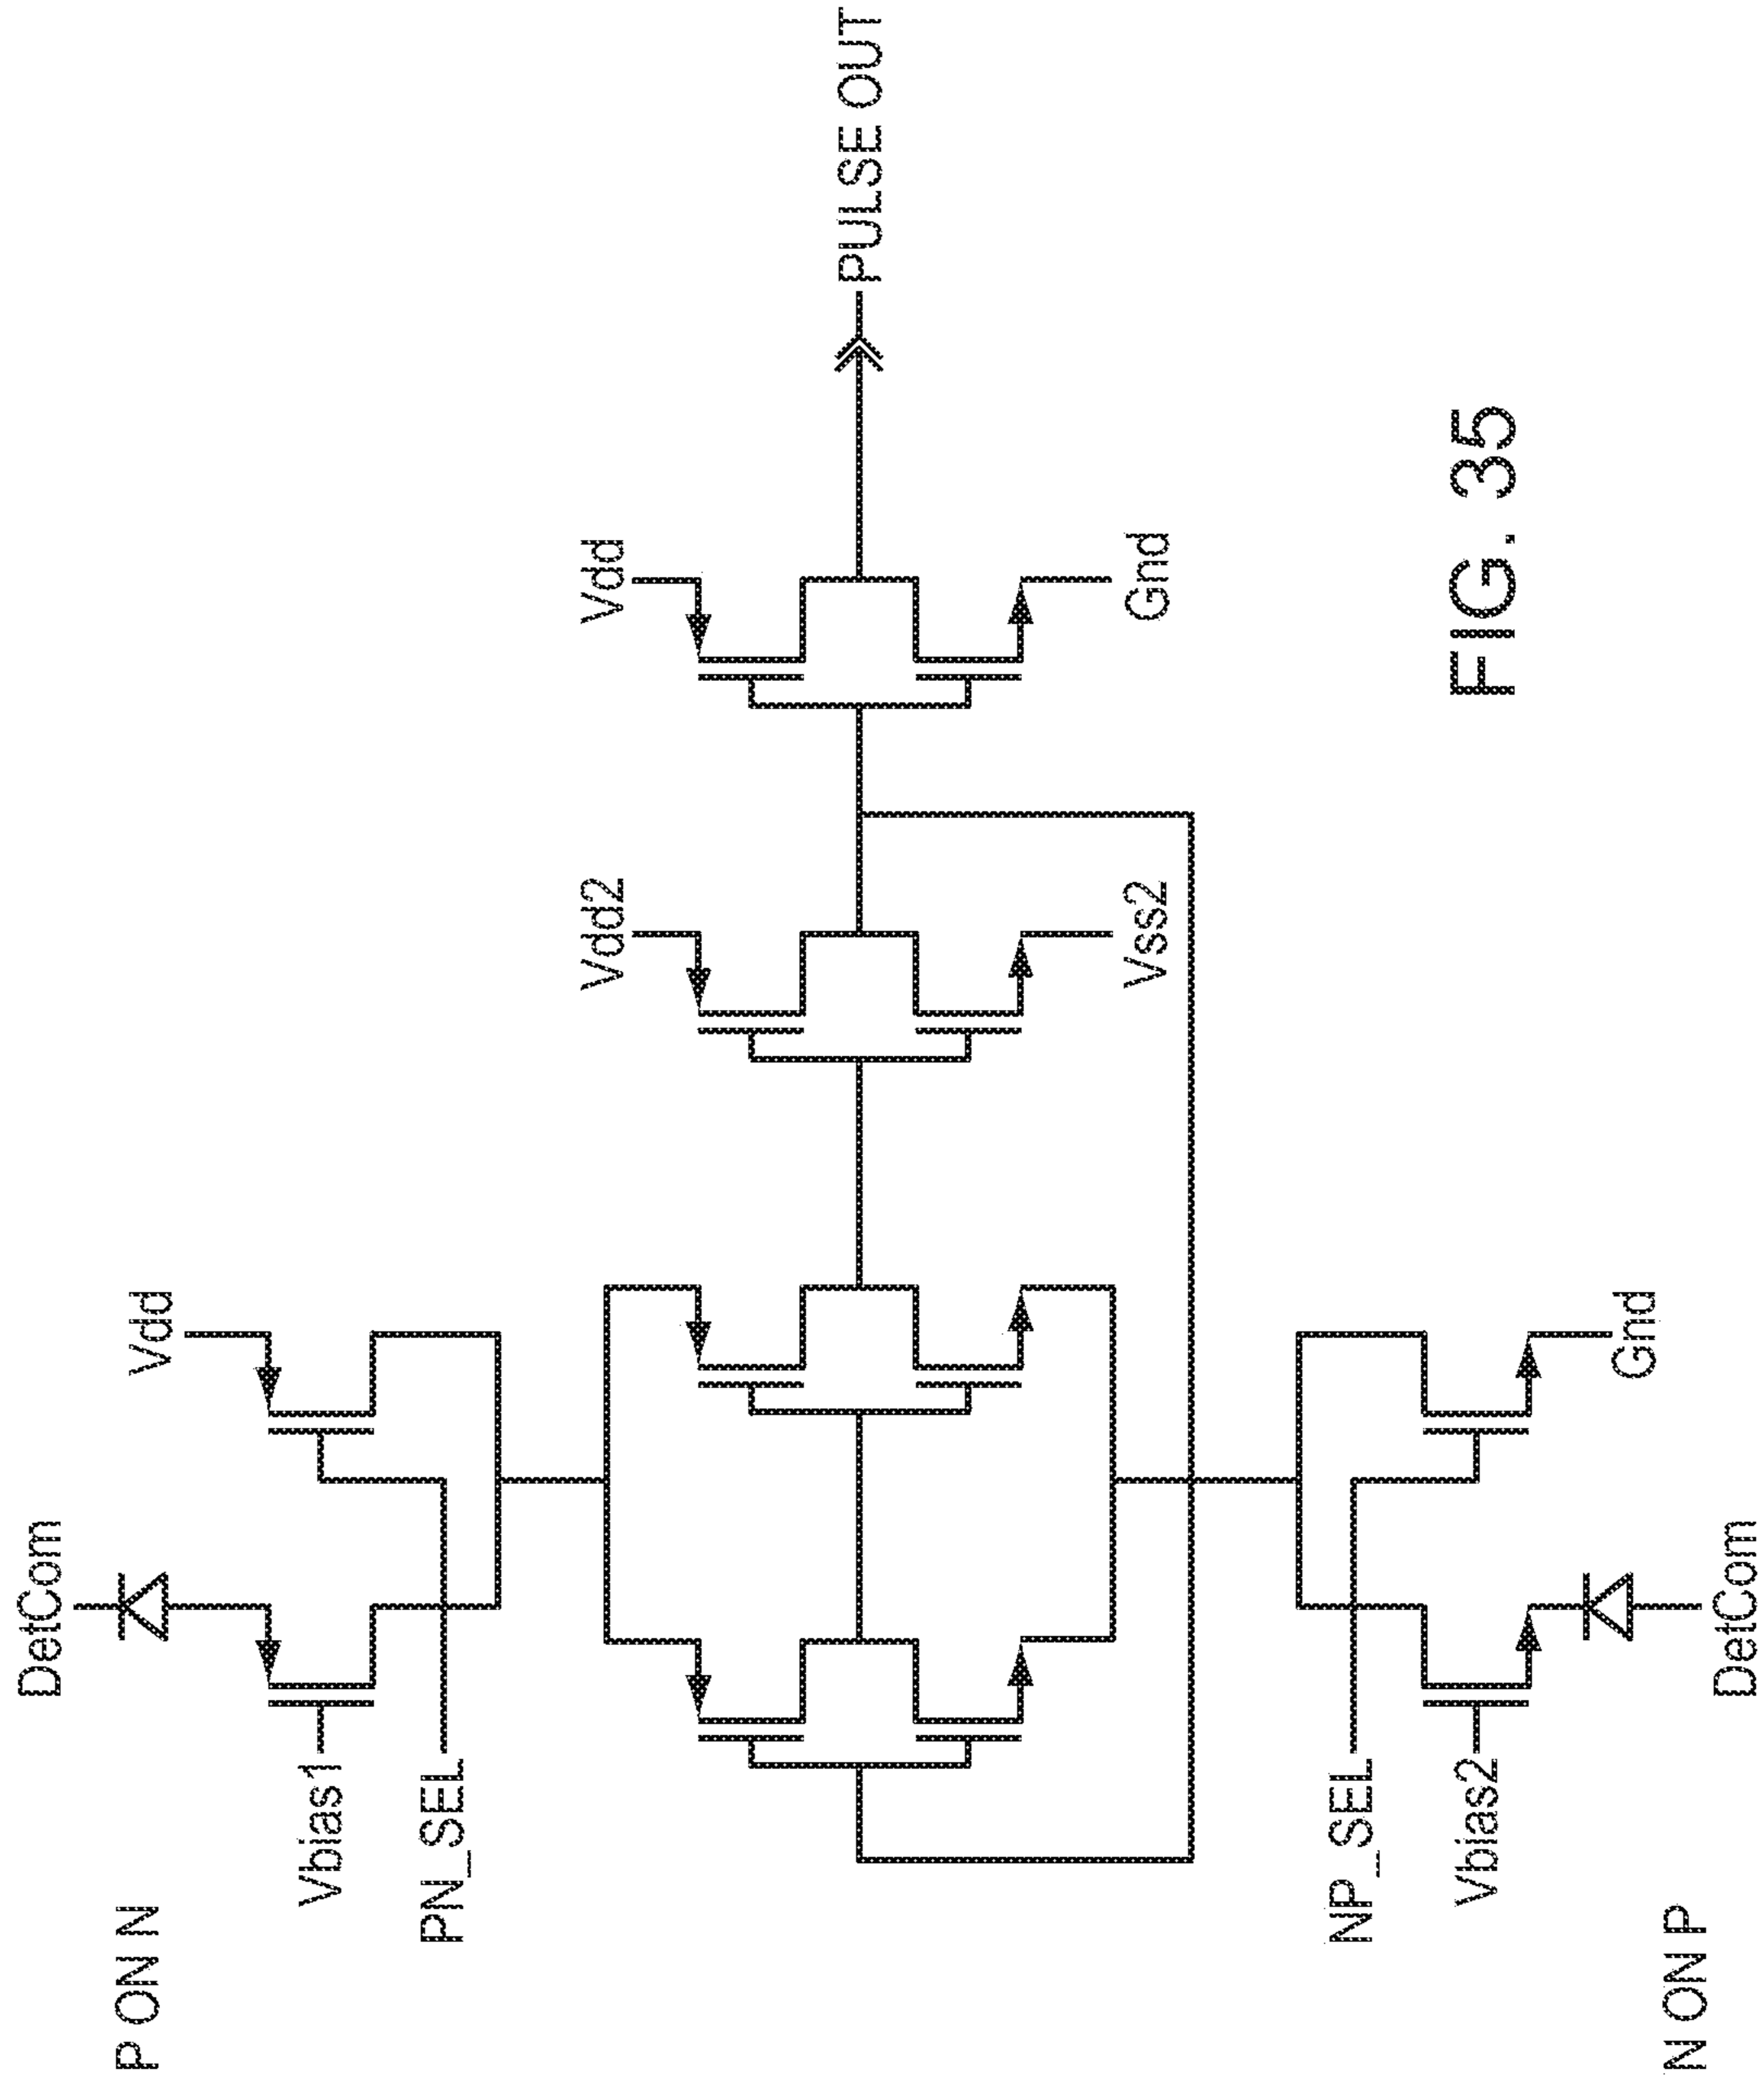 P ON N
DetCom
Vdd
Vbias1
PN_SEL
Vdd2
Vdd
PULSE OUT
Vss2
Gnd
NP_SEL
Vbias2
Gnd
DetCom
N ON P
FIG. 35